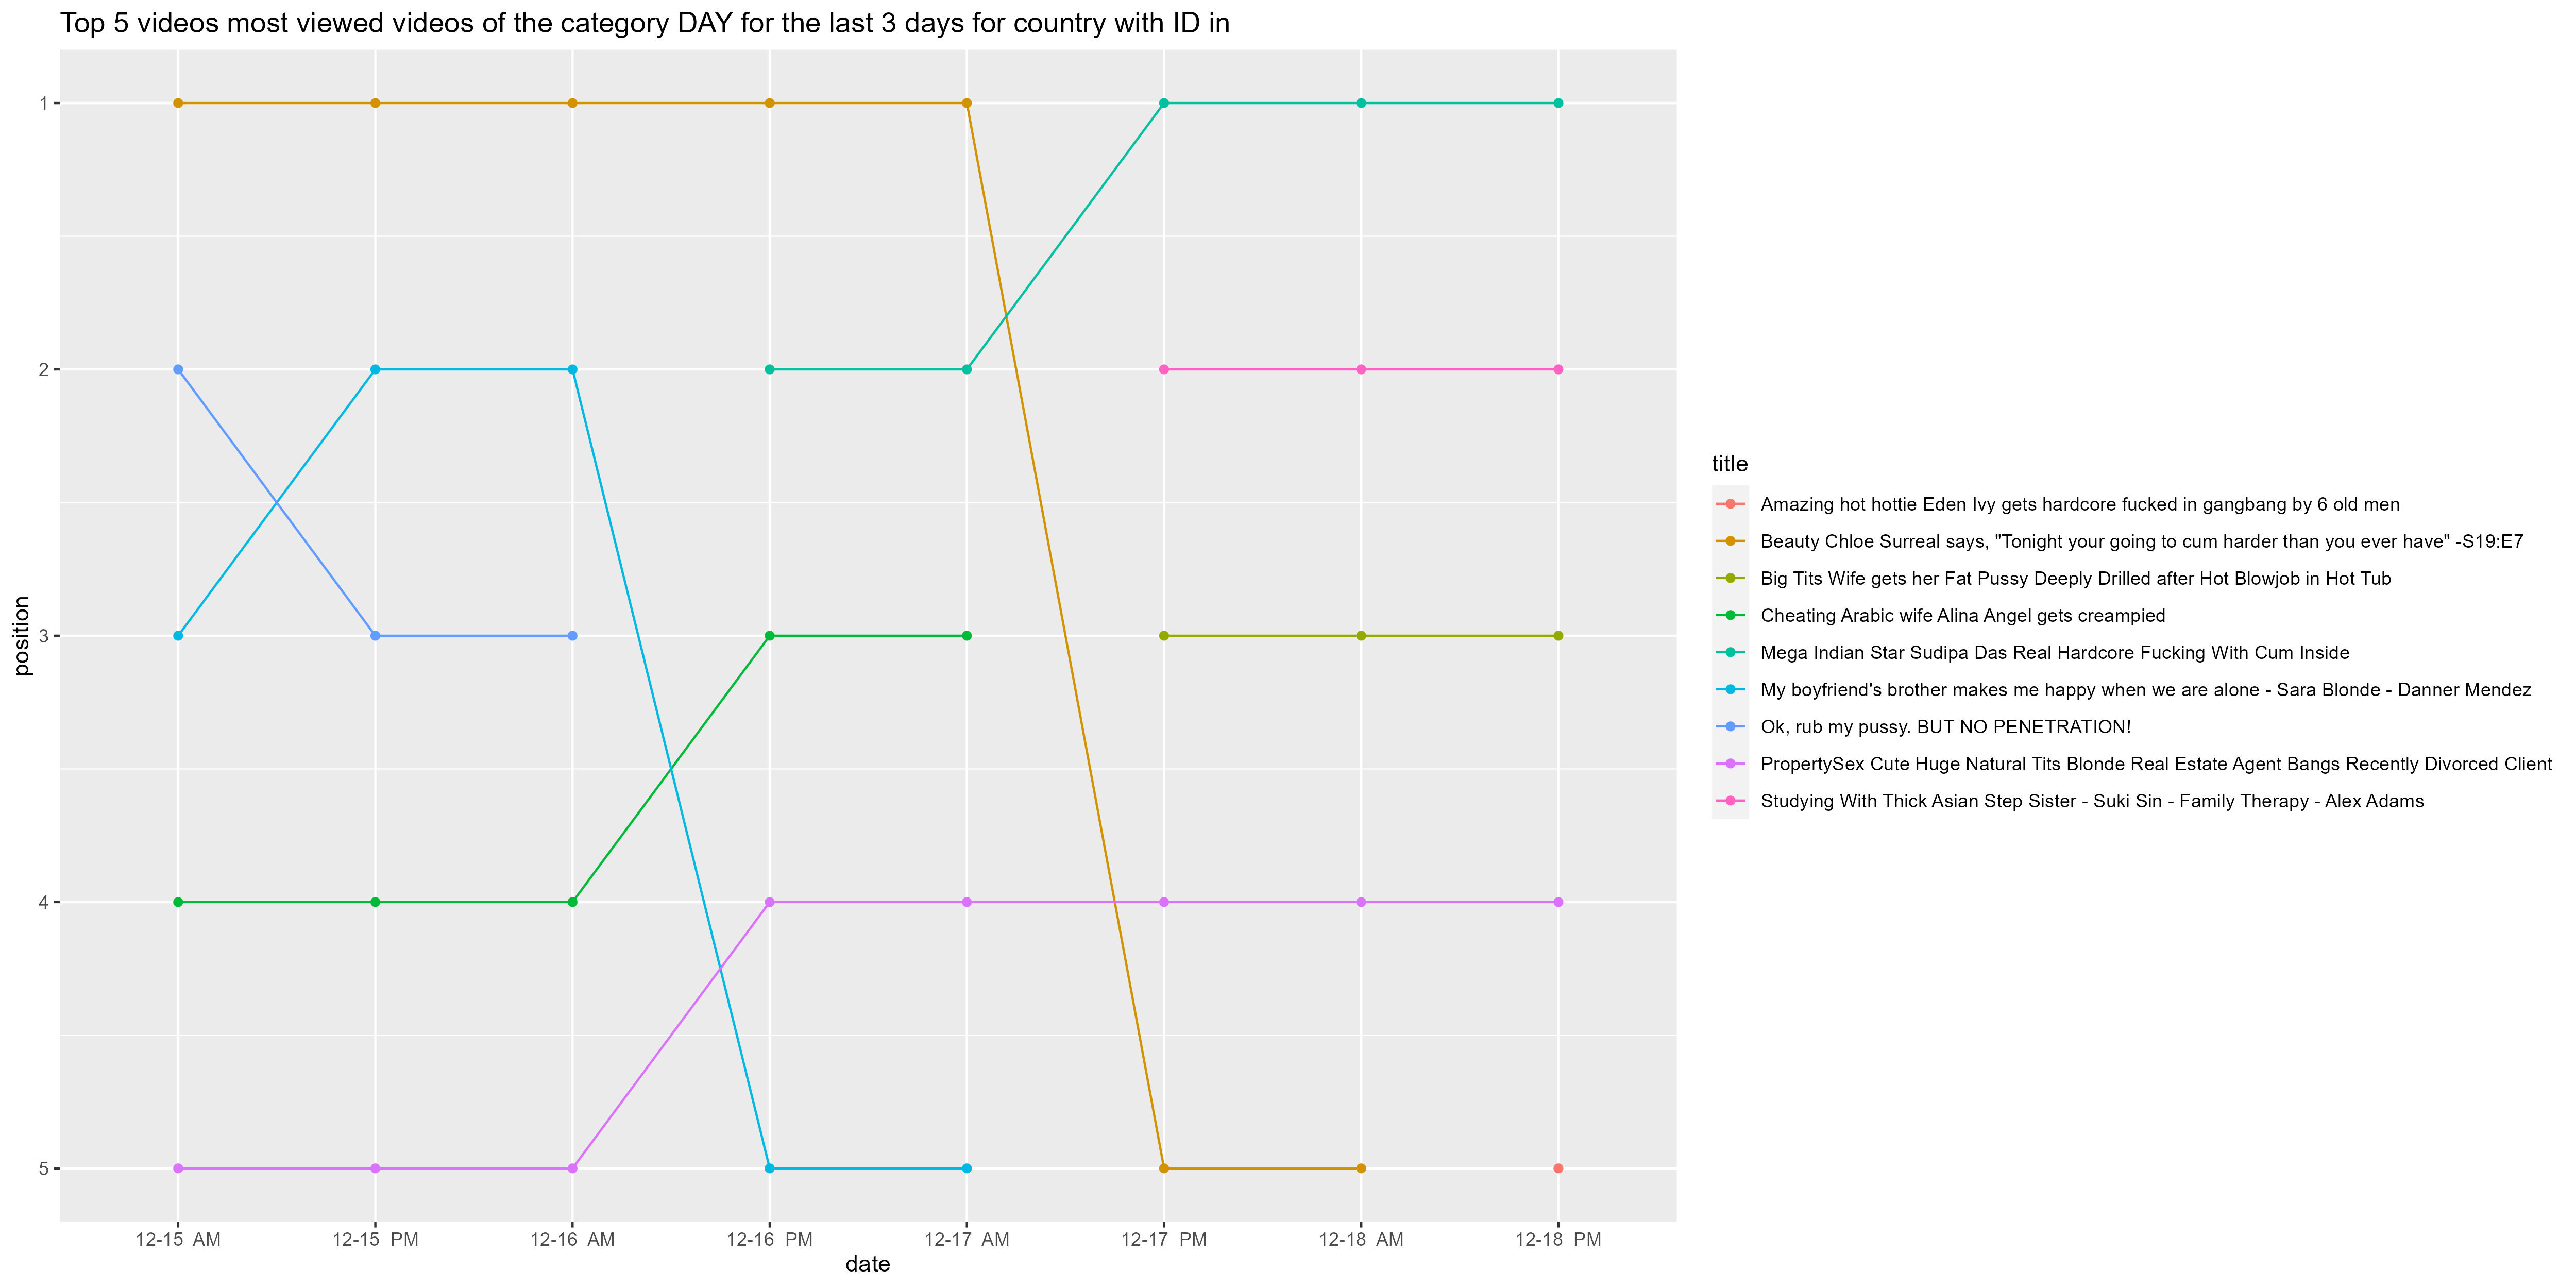 Top 5 videos most viewed videos of the category DAY for the last 3 days for country with ID in
1
2
3
4
5
position
12-15 AM
12-15 PM
12-16 AM
12-16 PM
12-17 AM
12-17 PM
12-18 AM
12-18 PM
date
title
Amazing hot hottie Eden Ivy gets hardcore fucked in gangbang by 6 old men
Beauty Chloe Surreal says, "Tonight your going to cum harder than you ever have" -S19:E7
Big Tits Wife gets her Fat Pussy Deeply Drilled after Hot Blowjob in Hot Tub
Cheating Arabic wife Alina Angel gets creampied
Mega Indian Star Sudipa Das Real Hardcore Fucking With Cum Inside
My boyfriend's brother makes me happy when we are alone - Sara Blonde - Danner Mendez
Ok, rub my pussy. BUT NO PENETRATION!
PropertySex Cute Huge Natural Tits Blonde Real Estate Agent Bangs Recently Divorced Client
Studying With Thick Asian Step Sister - Suki Sin - Family Therapy - Alex Adams